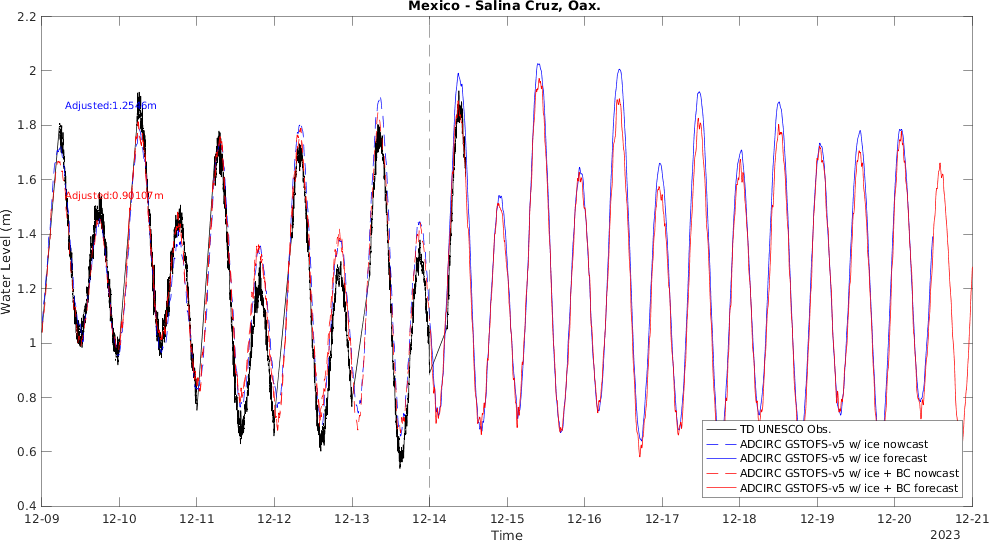 Mexico - Salina Cruz, Oax.
2.2
2
1.8
1.6
1.4
1.2
1
0.8
0.6
0.4
Water Level (m)
Adjusted:1.2546m
Adjusted:0.90107m
TD UNESCO Obs.
ADCIRC GSTOFS-v5 w/ ice nowcast
ADCIRC GSTOFS-v5 w/ ice forecast
ADCIRC GSTOFS-v5 w/ ice + BC nowcast
ADCIRC GSTOFS-v5 w/ ice + BC forecast
12-09 12-10 12-11 12-12 12-13 12-14 12-15 12-16 12-17 12-18 12-19 12-20 12-21
Time
2023